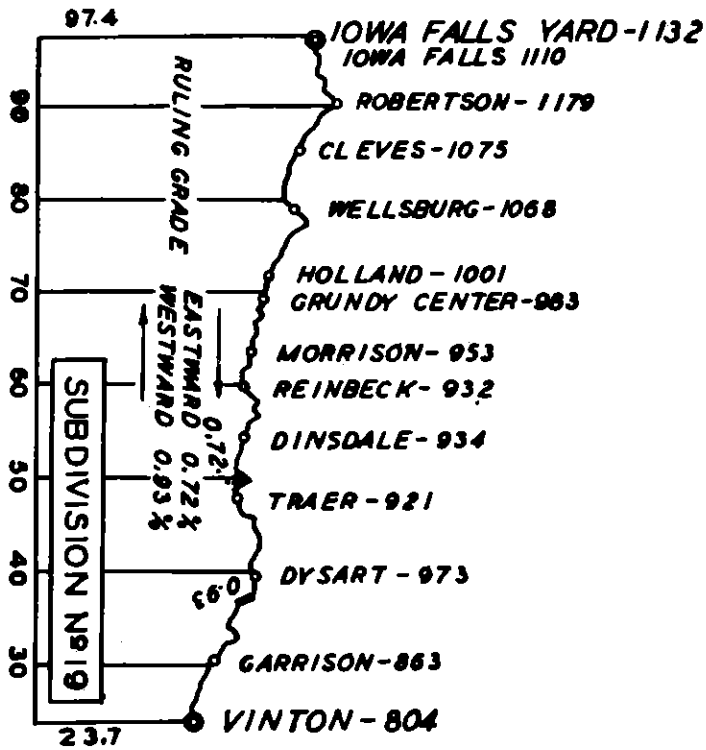 97.4
IOWA FALLS YARD-1132
IOWA FALLS 1110
90
ROBERTSON-1179
CLEVES-1075
80
WELLSBURG-1068
HOLLAND-1001
70
GRUNDY CENTER-983
MORRISON-953
60
REINBECK-932
DINSDALE-934
50
TRAER-921
40
DYSART-973
30
GARRISON-863
23.7
VINTON-804
RULING GRADE
EASTWARD 0.72%
WESTWARD 0.93%
0.72
0.93
SUBDIVISION Nº19